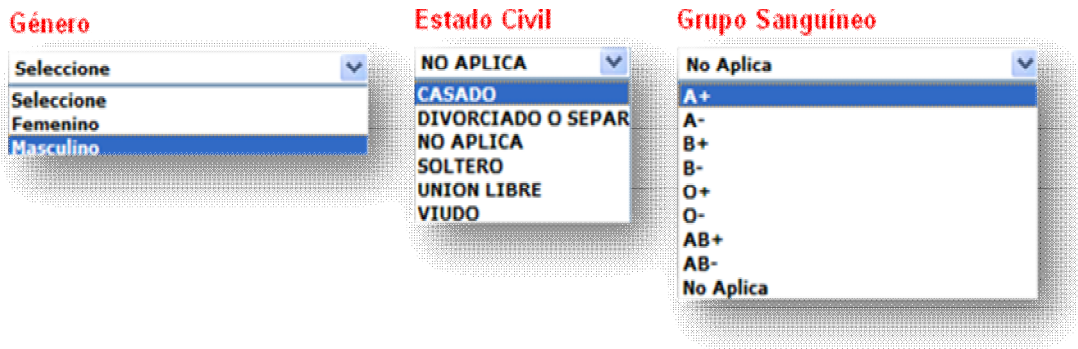 Género
Seleccione
Seleccione
Femenino
Masculino
Estado Civil
NO APLICA
CASADO
DIVORCIADO O SEPAR
NO APLICA
SOLTERO
UNION LIBRE
VIUDO
Grupo Sanguíneo
No Aplica
A+
A-
B+
B-
O+
O-
AB+
AB-
No Aplica